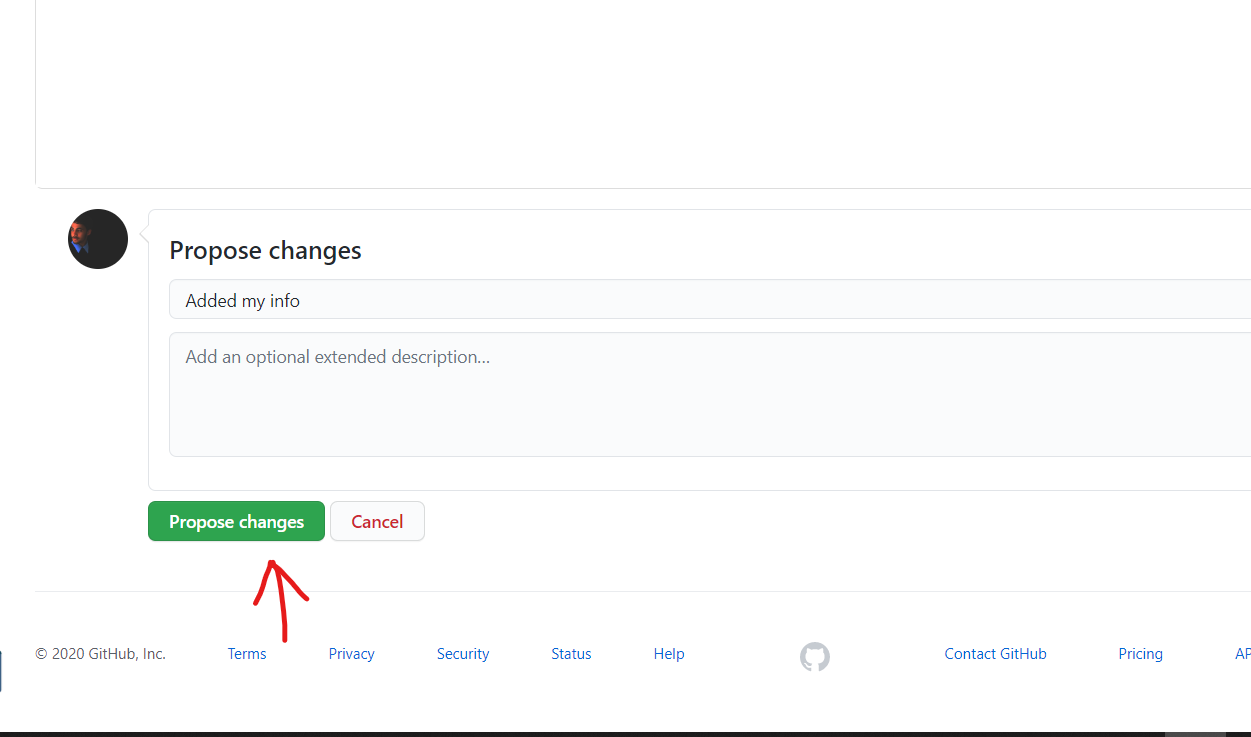 Propose changes
Added my info
Add an optional extended description...
Propose changes Cancel
© 2020 GitHub, Inc. Terms Privacy Security Status Help Contact GitHub Pricing AP